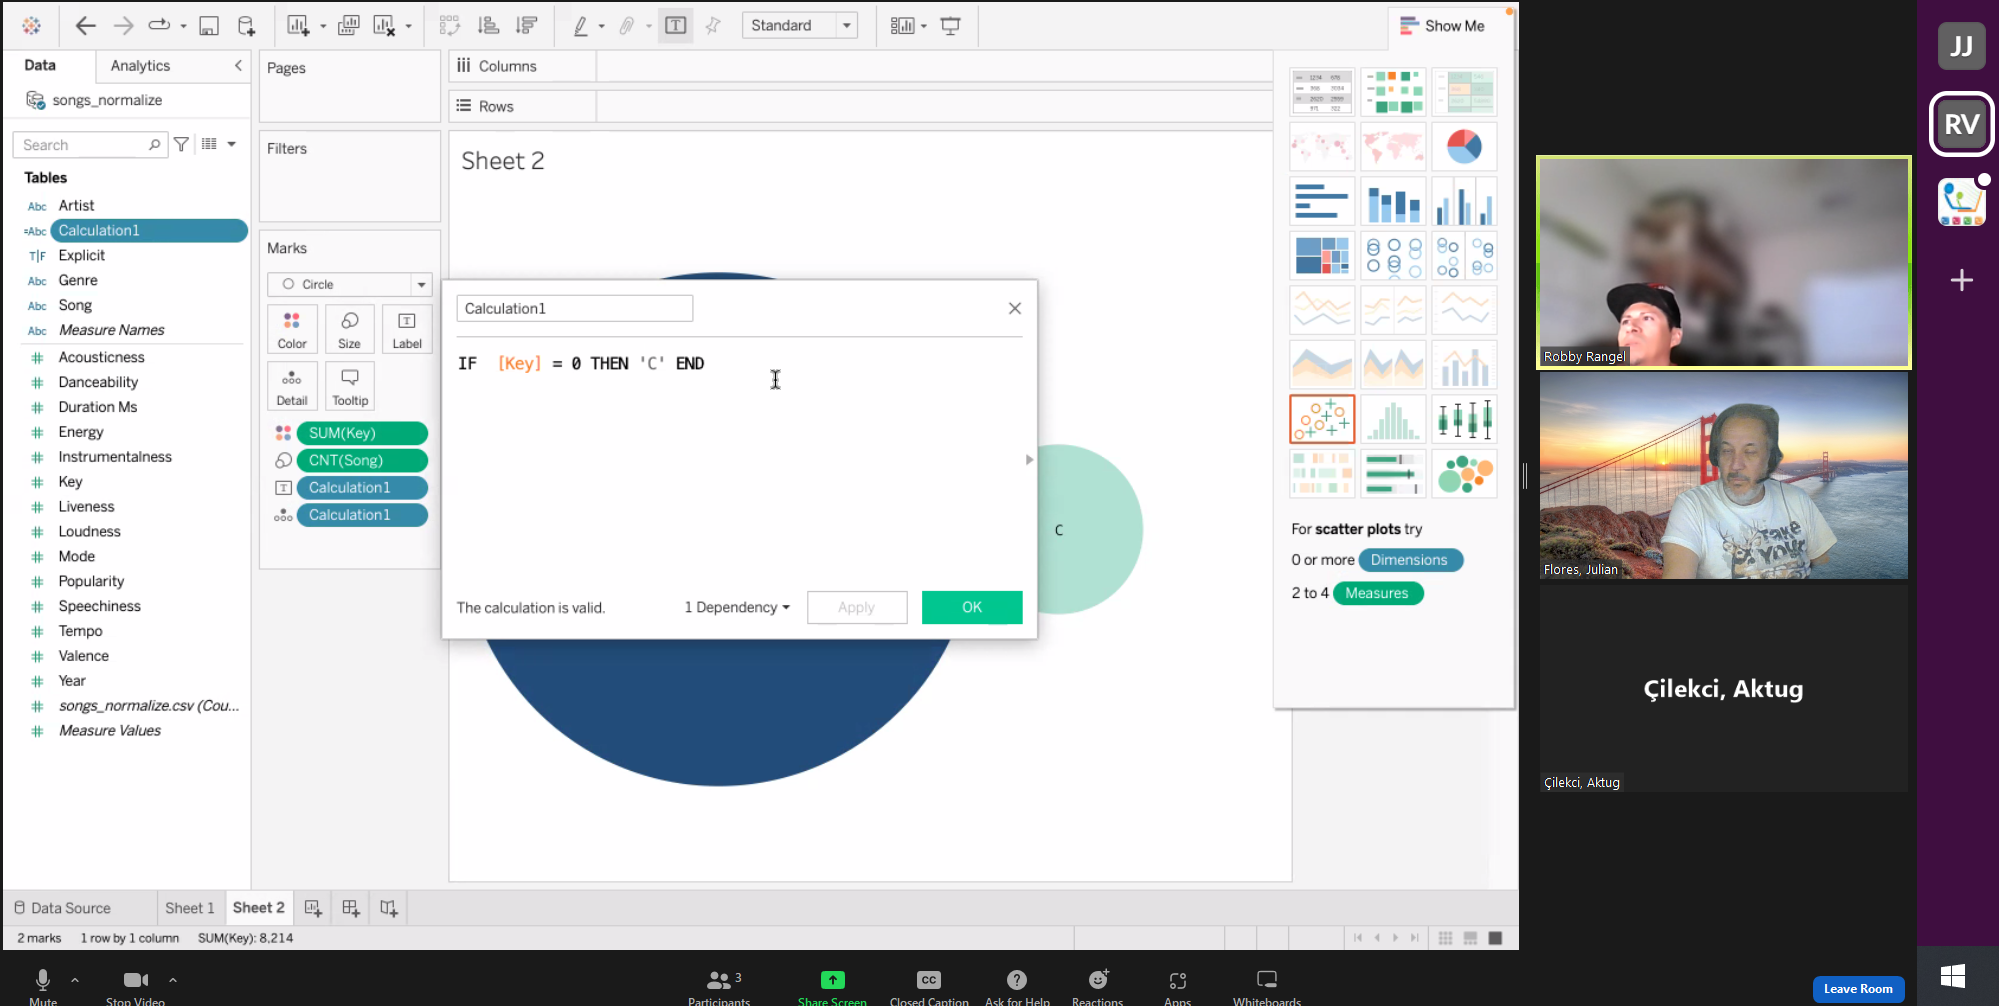 Standard
Show Me
Data
Analytics
Pages
Columns
songs_normalize
Rows
Search
Filters
Sheet 2
Tables
Abc Artist
=Abc Calculation1
T|F Explicit
Abc Genre
Abc Song
Abc Measure Names
# Acousticness
# Danceability
# Duration Ms
# Energy
# Instrumentalness
# Key
# Liveness
# Loudness
# Mode
# Popularity
# Speechiness
# Tempo
# Valence
# Year
# songs_normalize.csv (Cou...
# Measure Values
Marks
Circle
Color
Size
Label
Detail
Tooltip
SUM(Key)
CNT(Song)
Calculation1
Calculation1
Calculation1
IF [Key] = 0 THEN 'C' END
The calculation is valid.
1 Dependency
Apply
OK
C
For scatter plots try
0 or more Dimensions
2 to 4 Measures
Data Source
Sheet 1
Sheet 2
2 marks
1 row by 1 column
SUM(Key): 8,214
Robby Rangel
Flores, Julian
Çilekci, Aktug
Çilekci, Aktug
JJ
RV
Mute
Stop Video
Participants
3
Share Screen
CC
Closed Caption
Ask for Help
Reactions
Apps
Whiteboards
Leave Room